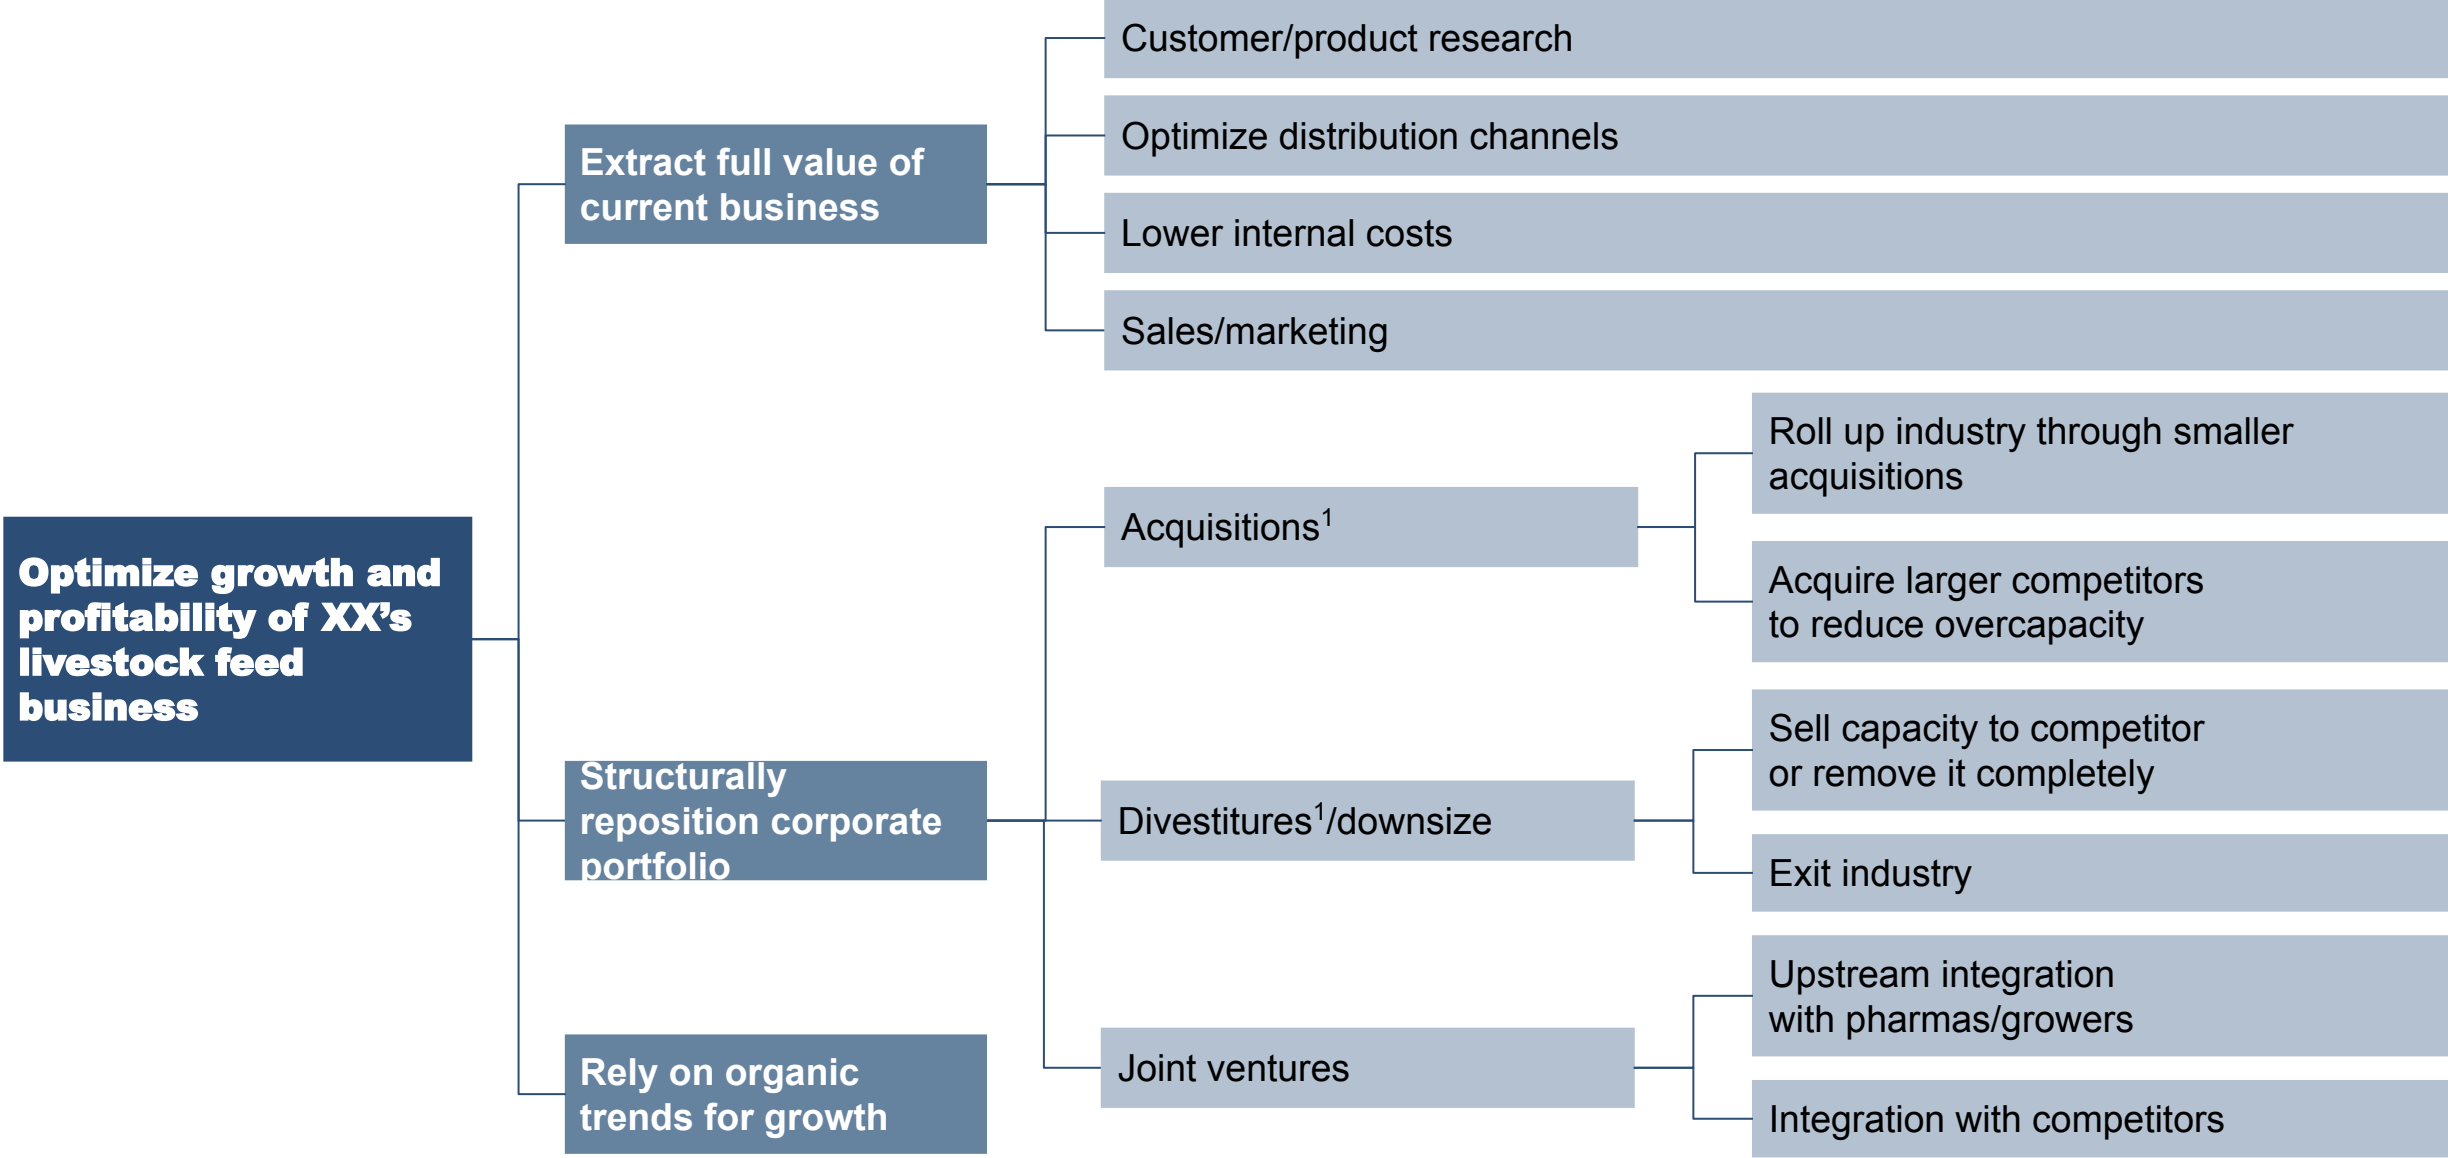 Customer/product research
Optimize distribution channels
Extract full value of
current business
Lower internal costs
Sales/marketing
Roll up industry through smaller
acquisitions
Acquisitions¹
Optimize growth and
profitability of XX’s
livestock feed
business
Acquire larger competitors
to reduce overcapacity
Sell capacity to competitor
or remove it completely
Structurally
reposition corporate
portfolio
Divestitures¹/downsize
Exit industry
Upstream integration
with pharmas/growers
Rely on organic
trends for growth
Joint ventures
Integration with competitors